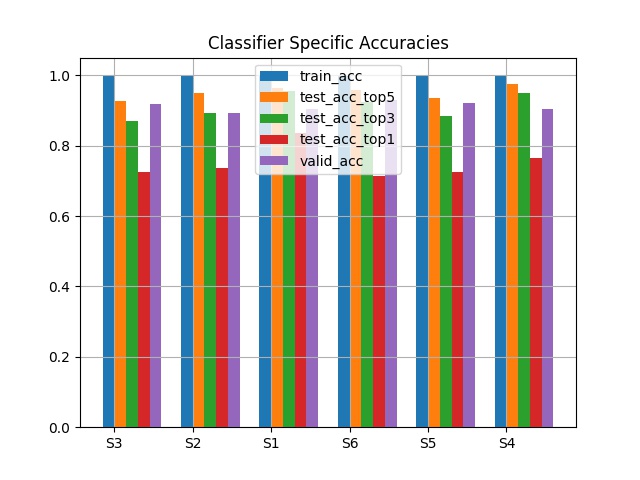 Classifier Specific Accuracies
1.0
0.8
0.6
0.4
0.2
0.0
train_acc
test_acc_top5
test_acc_top3
test_acc_top1
valid_acc
S3 S2 S1 S6 S5 S4